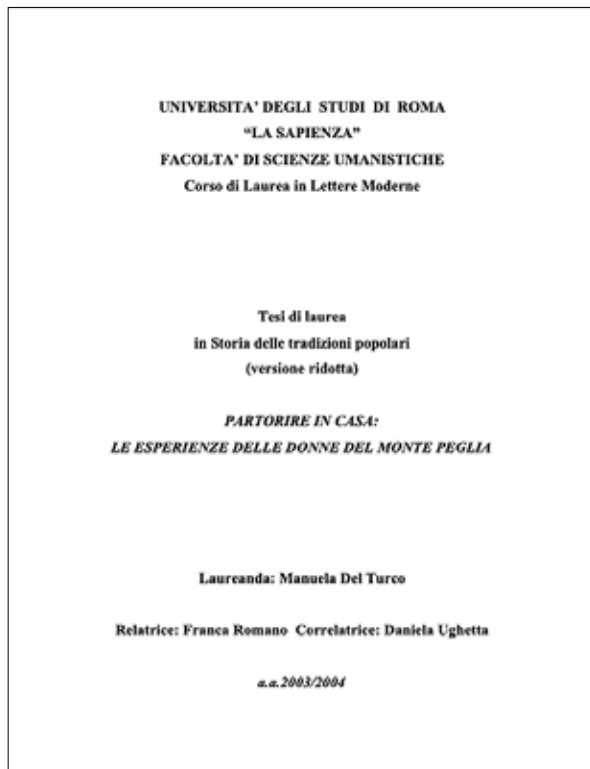 UNIVERSITA' DEGLI STUDI DI ROMA
“LA SAPIENZA”
FACOLTA' DI SCIENZE UMANISTICHE
Corso di Laurea in Lettere Moderne
Tesi di laurea
in Storia delle tradizioni popolari
(versione ridotta)
PARTORIRE IN CASA:
LE ESPERIENZE DELLE DONNE DEL MONTE PEGLIA
Laureanda: Manuela Del Turco
Relatrice: Franca Romano Correlatrice: Daniela Ughetta
a.a.2003/2004